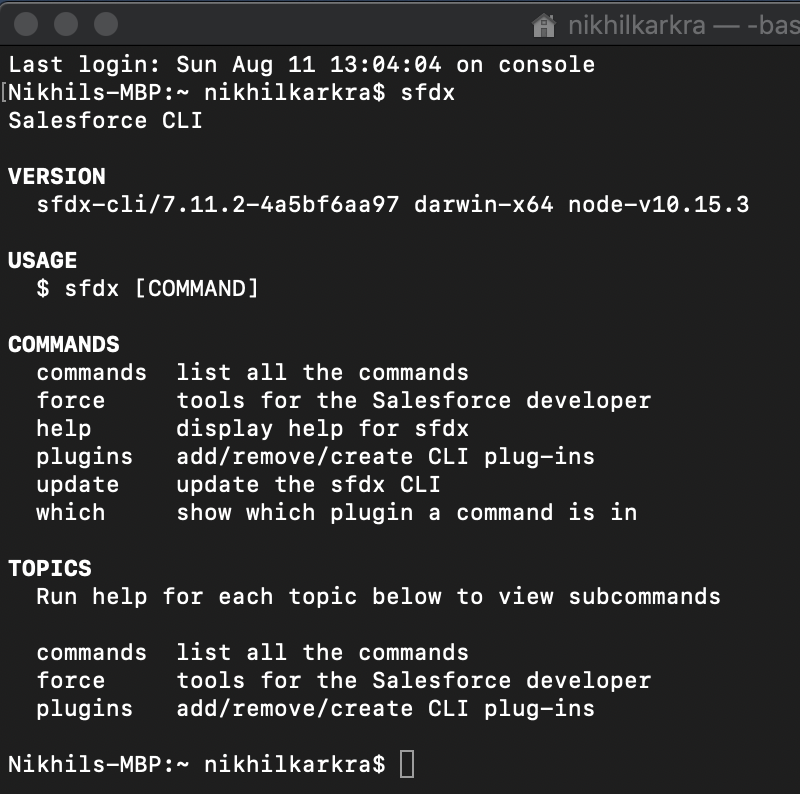 nikhilkarkra — -bas
Last login: Sun Aug 11 13:04:04 on console
[Nikhils-MBP:~ nikhilkarkra$ sfdx
Salesforce CLI
VERSION
sfdx-cli/7.11.2-4a5bf6aa97 darwin-x64 node-v10.15.3
USAGE
$ sfdx [COMMAND]
COMMANDS
commands list all the commands
force tools for the Salesforce developer
help display help for sfdx
plugins add/remove/create CLI plug-ins
update update the sfdx CLI
which show which plugin a command is in
TOPICS
Run help for each topic below to view subcommands
commands list all the commands
force tools for the Salesforce developer
plugins add/remove/create CLI plug-ins
Nikhils-MBP:~ nikhilkarkra$